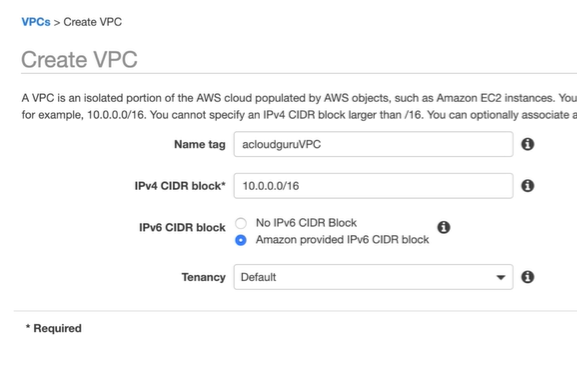 VPCs > Create VPC
Create VPC
A VPC is an isolated portion of the AWS cloud populated by AWS objects, such as Amazon EC2 instances. You
for example, 10.0.0.0/16. You cannot specify an IPv4 CIDR block larger than /16. You can optionally associate a
Name tag acloudguruVPC
IPv4 CIDR block* 10.0.0.0/16
IPv6 CIDR block No IPv6 CIDR Block
Amazon provided IPv6 CIDR block
Tenancy Default
* Required